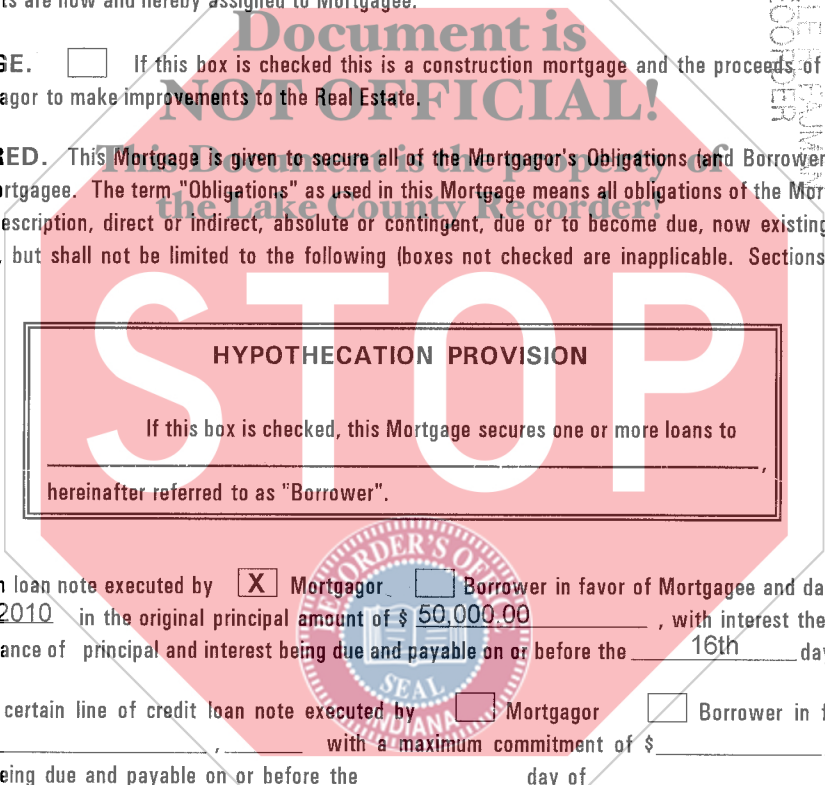 ts are now and hereby assigned to Mortgagee.
Document is
GE. If this box is checked this is a construction mortgage and the proceeds of
agor to make improvements to the Real Estate.
NOT OFFICIAL!
RED. This Mortgage is given to secure all of the Mortgagor's Obligations (and Borrower
This Document is the property of
ortgagee. The term "Obligations" as used in this Mortgage means all obligations of the Mor
the Lake County Recorder!
escription, direct or indirect, absolute or contingent, due or to become due, now existing
, but shall not be limited to the following (boxes not checked are inapplicable. Sections
STOP
HYPOTHECATION PROVISION
If this box is checked, this Mortgage secures one or more loans to
,
hereinafter referred to as "Borrower".
n loan note executed by X Mortgagor Borrower in favor of Mortgagee and da
2010 in the original principal amount of $ 50,000.00 , with interest the
ance of principal and interest being due and payable on or before the 16th day
certain line of credit loan note executed by Mortgagor Borrower in f
, with a maximum commitment of $
eing due and payable on or before the day of
RECORDER'S OFFICE
SEAL
INDIANA
CORDER